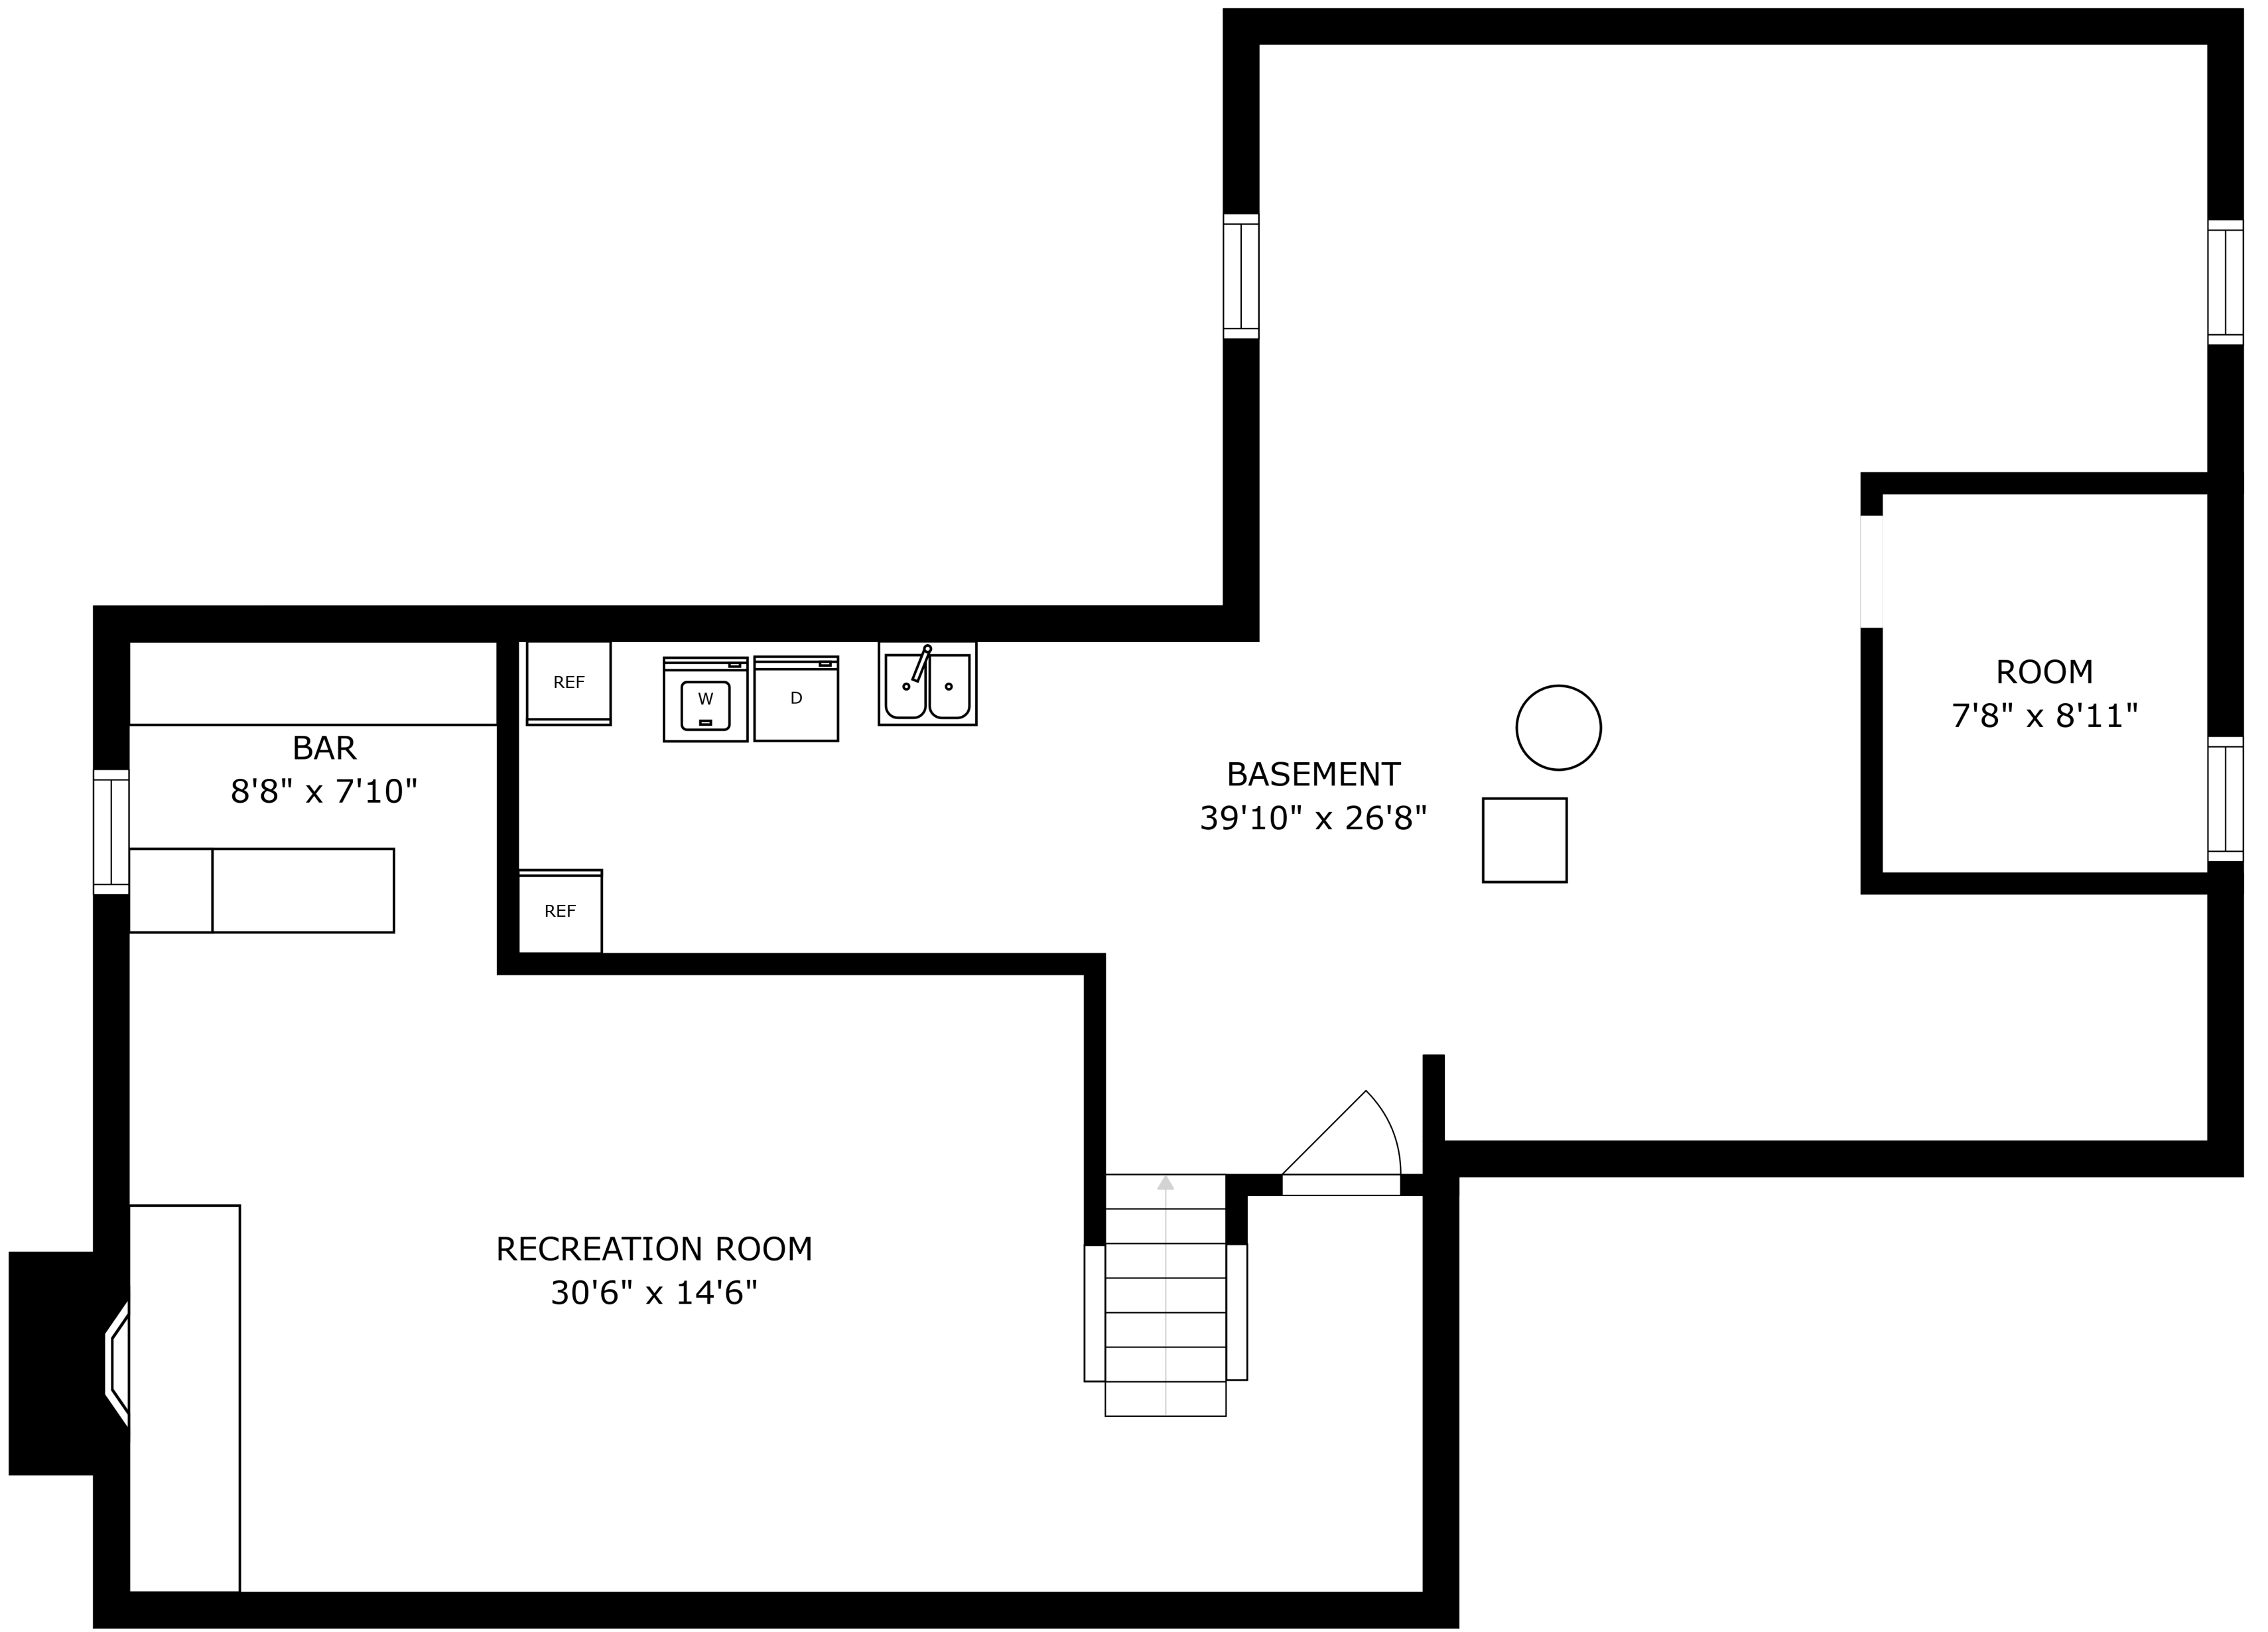 REF
W
D
BAR
8'8" x 7'10"
REF
BASEMENT
39'10" x 26'8"
ROOM
7'8" x 8'11"
RECREATION ROOM
30'6" x 14'6"